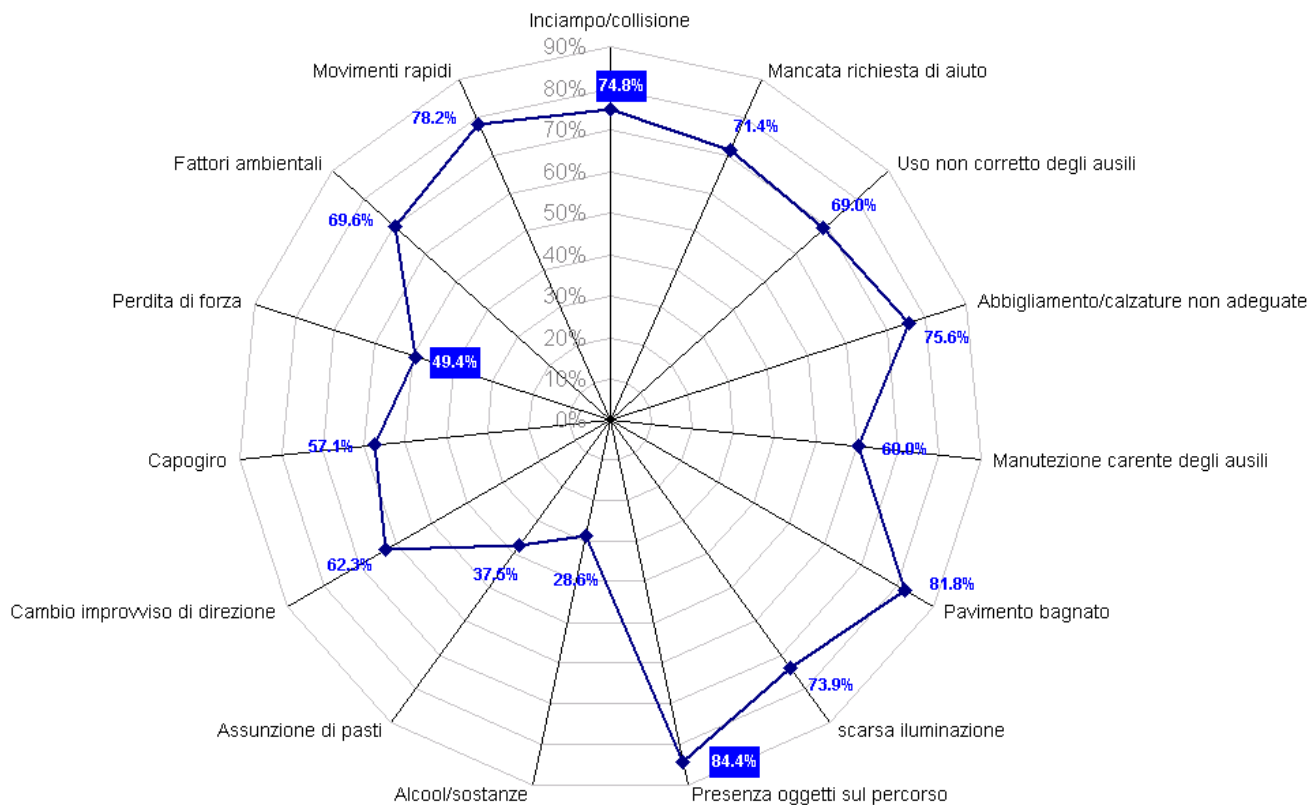 Inciampo/collisione
90%
Movimenti rapidi
Mancata richiesta di aiuto
80%
74.8%
78.2%
71.4%
70%
Fattori ambientali
Uso non corretto degli ausili
60%
69.6%
69.0%
50%
40%
Perdita di forza
Abbigliamento/calzature non adeguate
30%
75.6%
20%
49.4%
10%
0%
57.1%
60.0%
Capogiro
Manutezione carente degli ausili
62.3%
37.5%
28.6%
81.8%
Cambio improvviso di direzione
Pavimento bagnato
73.9%
Assunzione di pasti
scarsa iluminazione
84.4%
Alcool/sostanze
Presenza oggetti sul percorso